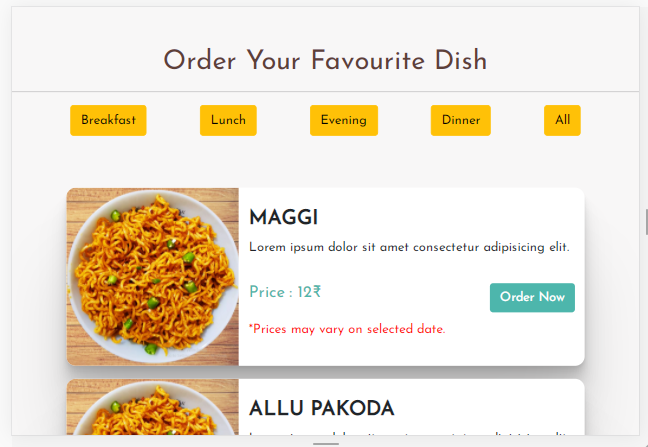 Order Your Favourite Dish
Breakfast Lunch Evening Dinner All
MAGGI
Lorem ipsum dolor sit amet consectetur adipisicing elit.
Price : 12₹ Order Now
*Prices may vary on selected date.
ALLU PAKODA